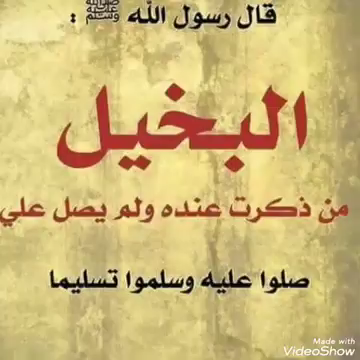 قال رسول الله ﷺ :
البخيل
من ذكرت عنده ولم يصل علي
صلوا عليه وسلموا تسليما
Made with
VideoShow